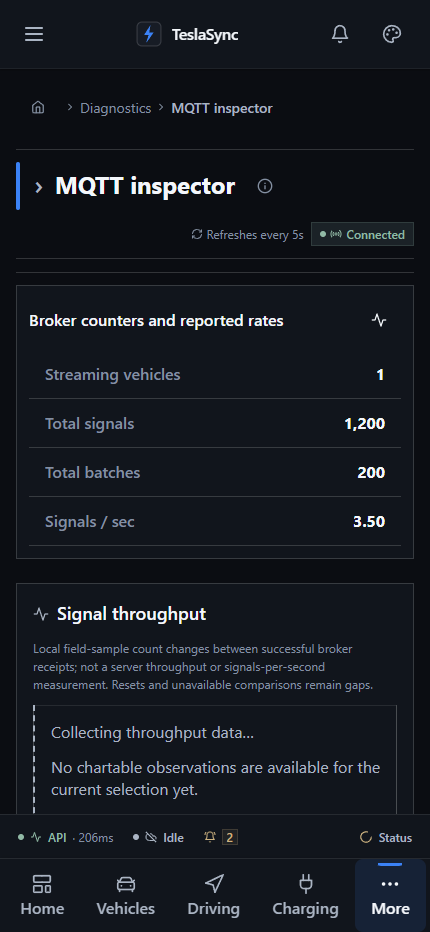 TeslaSync
Diagnostics MQTT inspector
MQTT inspector
Refreshes every 5s Connected
Broker counters and reported rates
Streaming vehicles 1
Total signals 1,200
Total batches 200
Signals / sec 3.50
Signal throughput
Local field-sample count changes between successful broker
receipts; not a server throughput or signals-per-second
measurement. Resets and unavailable comparisons remain gaps.
Collecting throughput data...
No chartable observations are available for the
current selection yet.
API · 206ms Idle 2 Status
Home Vehicles Driving Charging More